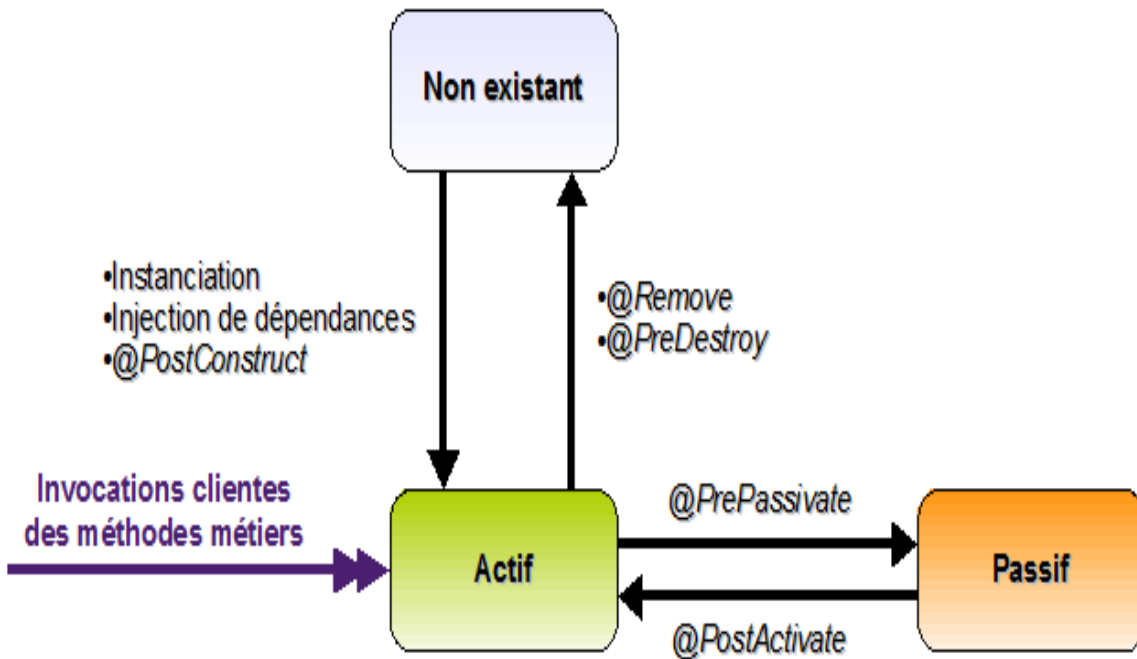 Non existant
•Instanciation
•Injection de dépendances
•@PostConstruct
•@Remove
•@PreDestroy
Invocations clientes
des méthodes métiers
@PrePassivate
Actif
Passif
@PostActivate